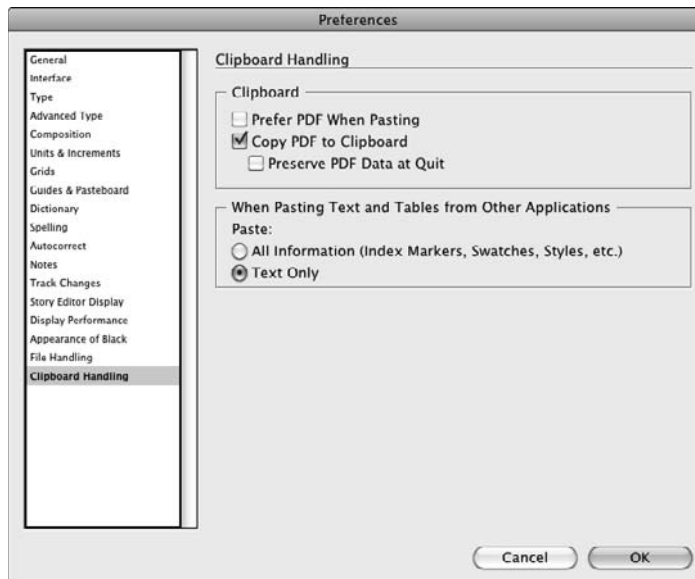 Preferences
General
Interface
Type
Advanced Type
Composition
Units & Increments
Grids
Guides & Pasteboard
Dictionary
Spelling
Autocorrect
Notes
Track Changes
Story Editor Display
Display Performance
Appearance of Black
File Handling
Clipboard Handling
Clipboard Handling
Clipboard
Prefer PDF When Pasting
Copy PDF to Clipboard
Preserve PDF Data at Quit
When Pasting Text and Tables from Other Applications
Paste:
All Information (Index Markers, Swatches, Styles, etc.)
Text Only
Cancel
OK